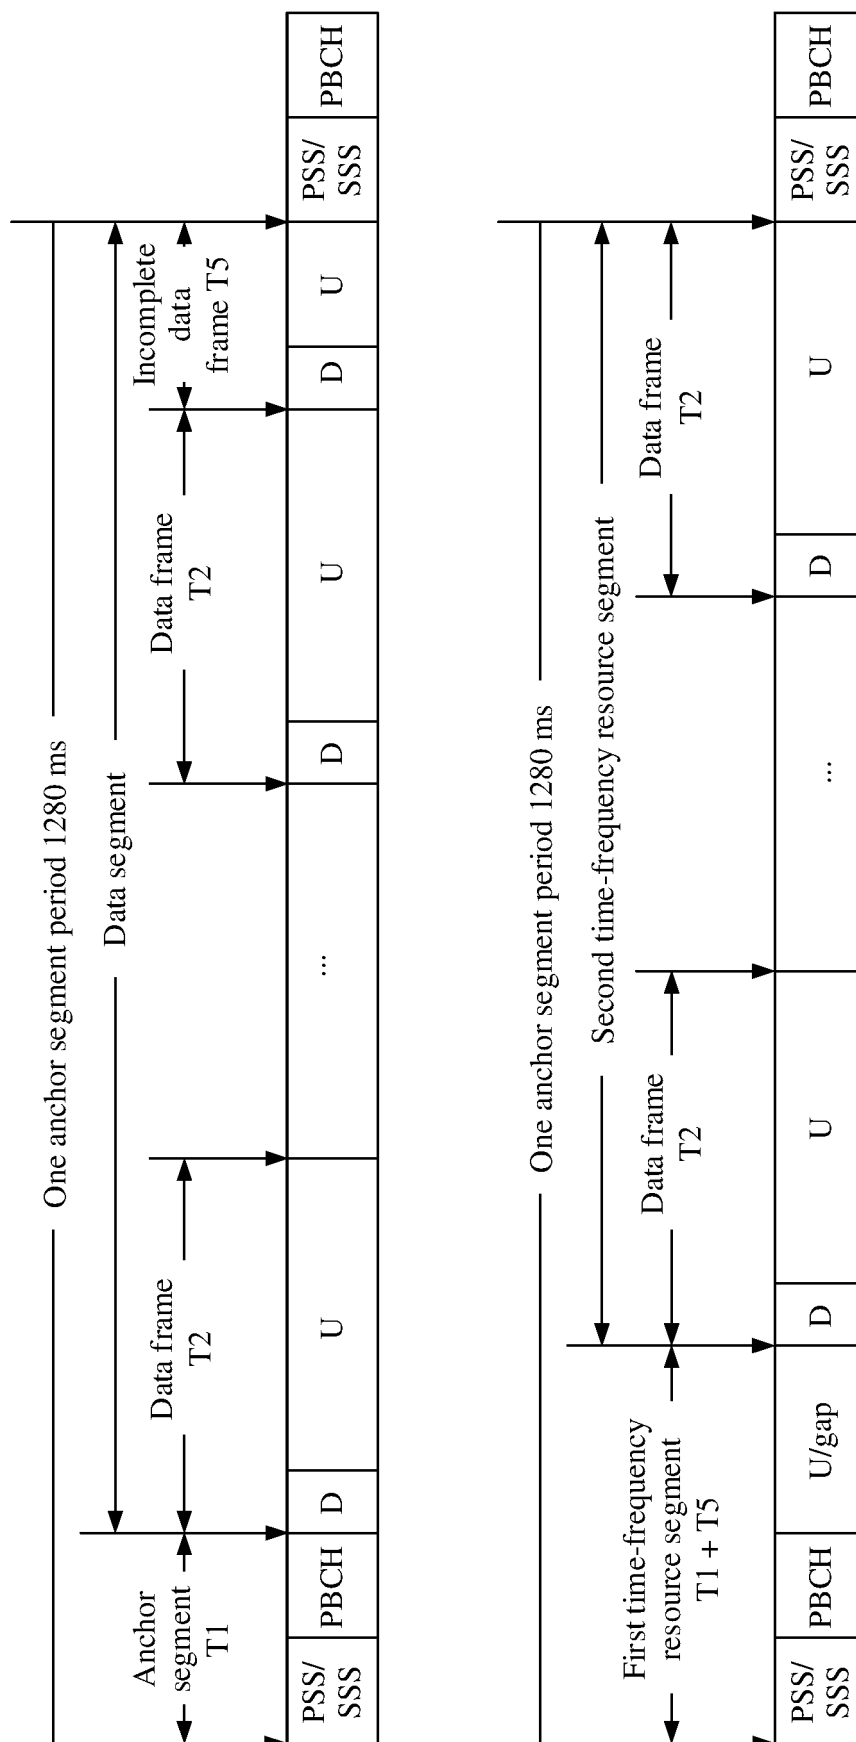 One anchor segment period 1280 ms
Data segment
Anchor
segment
T1
Data frame
T2
Data frame
T2
Incomplete
data
frame T5
PSS/
SSS
PBCH
D
U
...
D
U
D
U
PSS/
SSS
PBCH
One anchor segment period 1280 ms
Second time-frequency resource segment
First time-frequency
resource segment
T1 + T5
Data frame
T2
Data frame
T2
PSS/
SSS
PBCH
U/gap
D
U
...
D
U
PSS/
SSS
PBCH